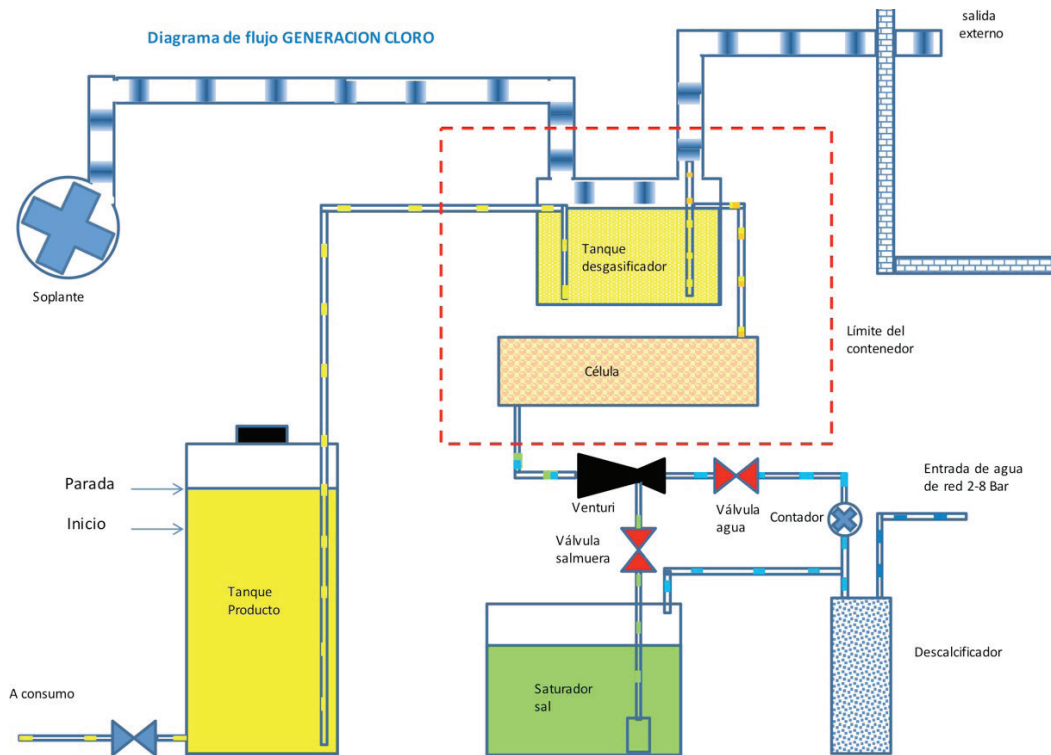 Diagrama de flujo GENERACION CLORO
salida
externo
Soplante
Tanque
desgasificador
Límite del
contenedor
Célula
Parada
Inicio
Tanque
Producto
A consumo
Venturi
Válvula
agua
Contador
Entrada de agua
de red 2-8 Bar
Válvula
salmuera
Saturador
sal
Descalcificador